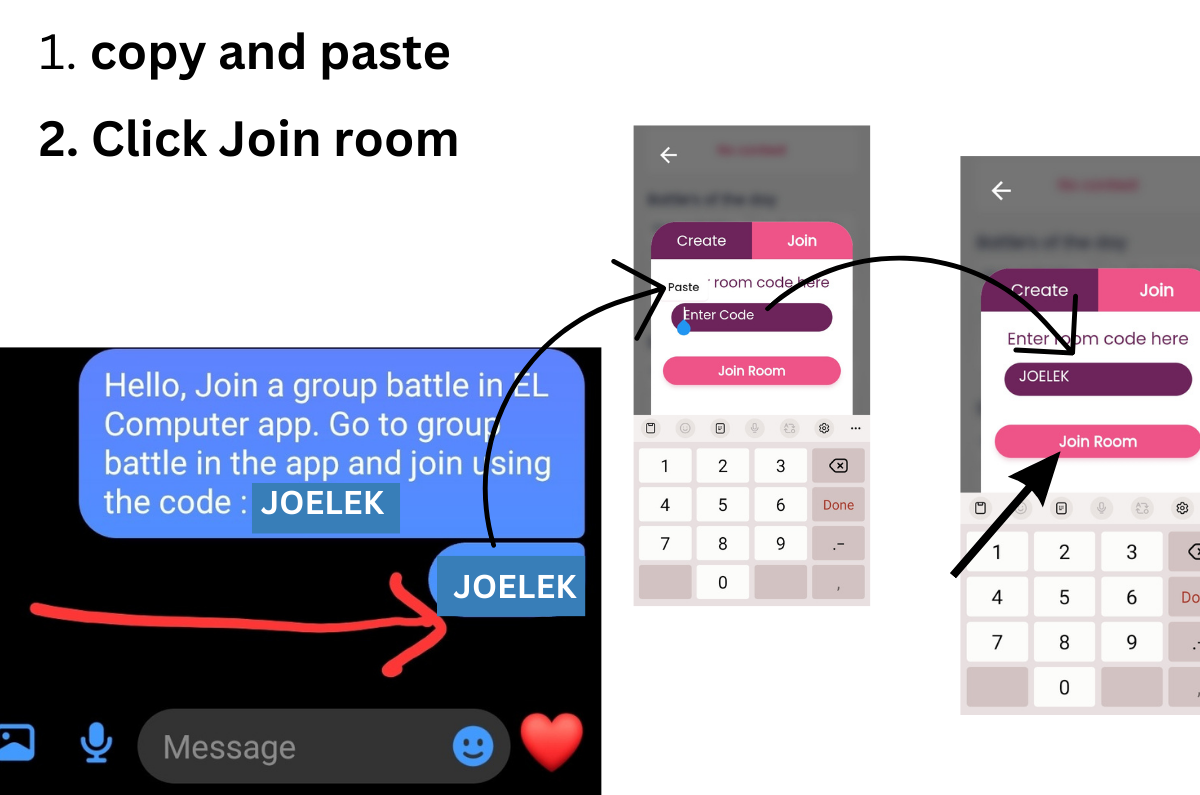 1. copy and paste
2. Click Join room
Hello, Join a group battle in EL
Computer app. Go to group
battle in the app and join using
the code : JOELEK
JOELEK
Message
Create Join
Paste room code here
Enter Code
Join Room
1 2 3
4 5 6 Done
7 8 9 .-
0 ,
Create Join
Enter room code here
JOELEK
Join Room
1 2 3
4 5 6 Do
7 8 9 .-
0 ,